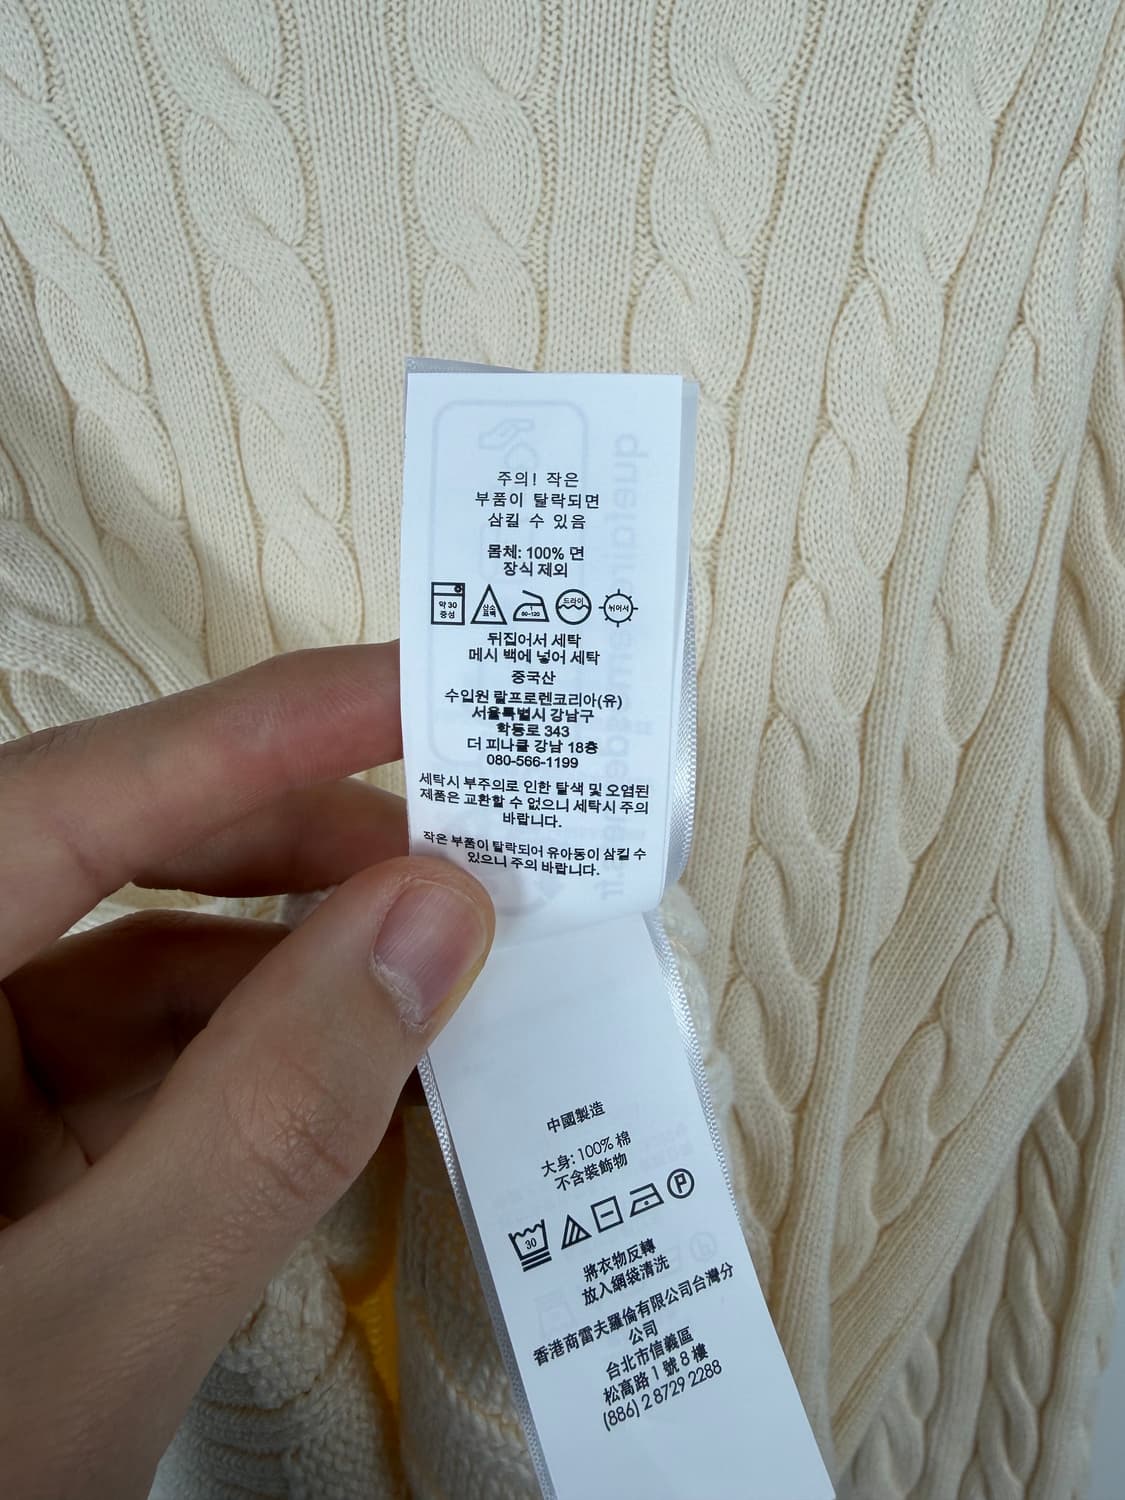 주의! 작은
부품이 탈락되면
삼킬 수 있음
몸체: 100% 면
장식 제외
약 30
중성
산소
표백
80-120
드라이
뉘어서
뒤집어서 세탁
메시 백에 넣어 세탁
중국산
수입원 랄프로렌코리아(유)
서울특별시 강남구
학동로 343
더 피나클 강남 18층
080-566-1199
세탁시 부주의로 인한 탈색 및 오염된
제품은 교환할 수 없으니 세탁시 주의
바랍니다.
작은 부품이 탈락되어 유아동이 삼킬 수
있으니 주의 바랍니다.
中國製造
大身: 100% 棉
不含裝飾物
30
P
將衣物反轉
放入網袋清洗
香港商雷夫羅倫有限公司台灣分
公司
台北市信義區
松高路 1 號 8 樓
(886) 2 8729 2288